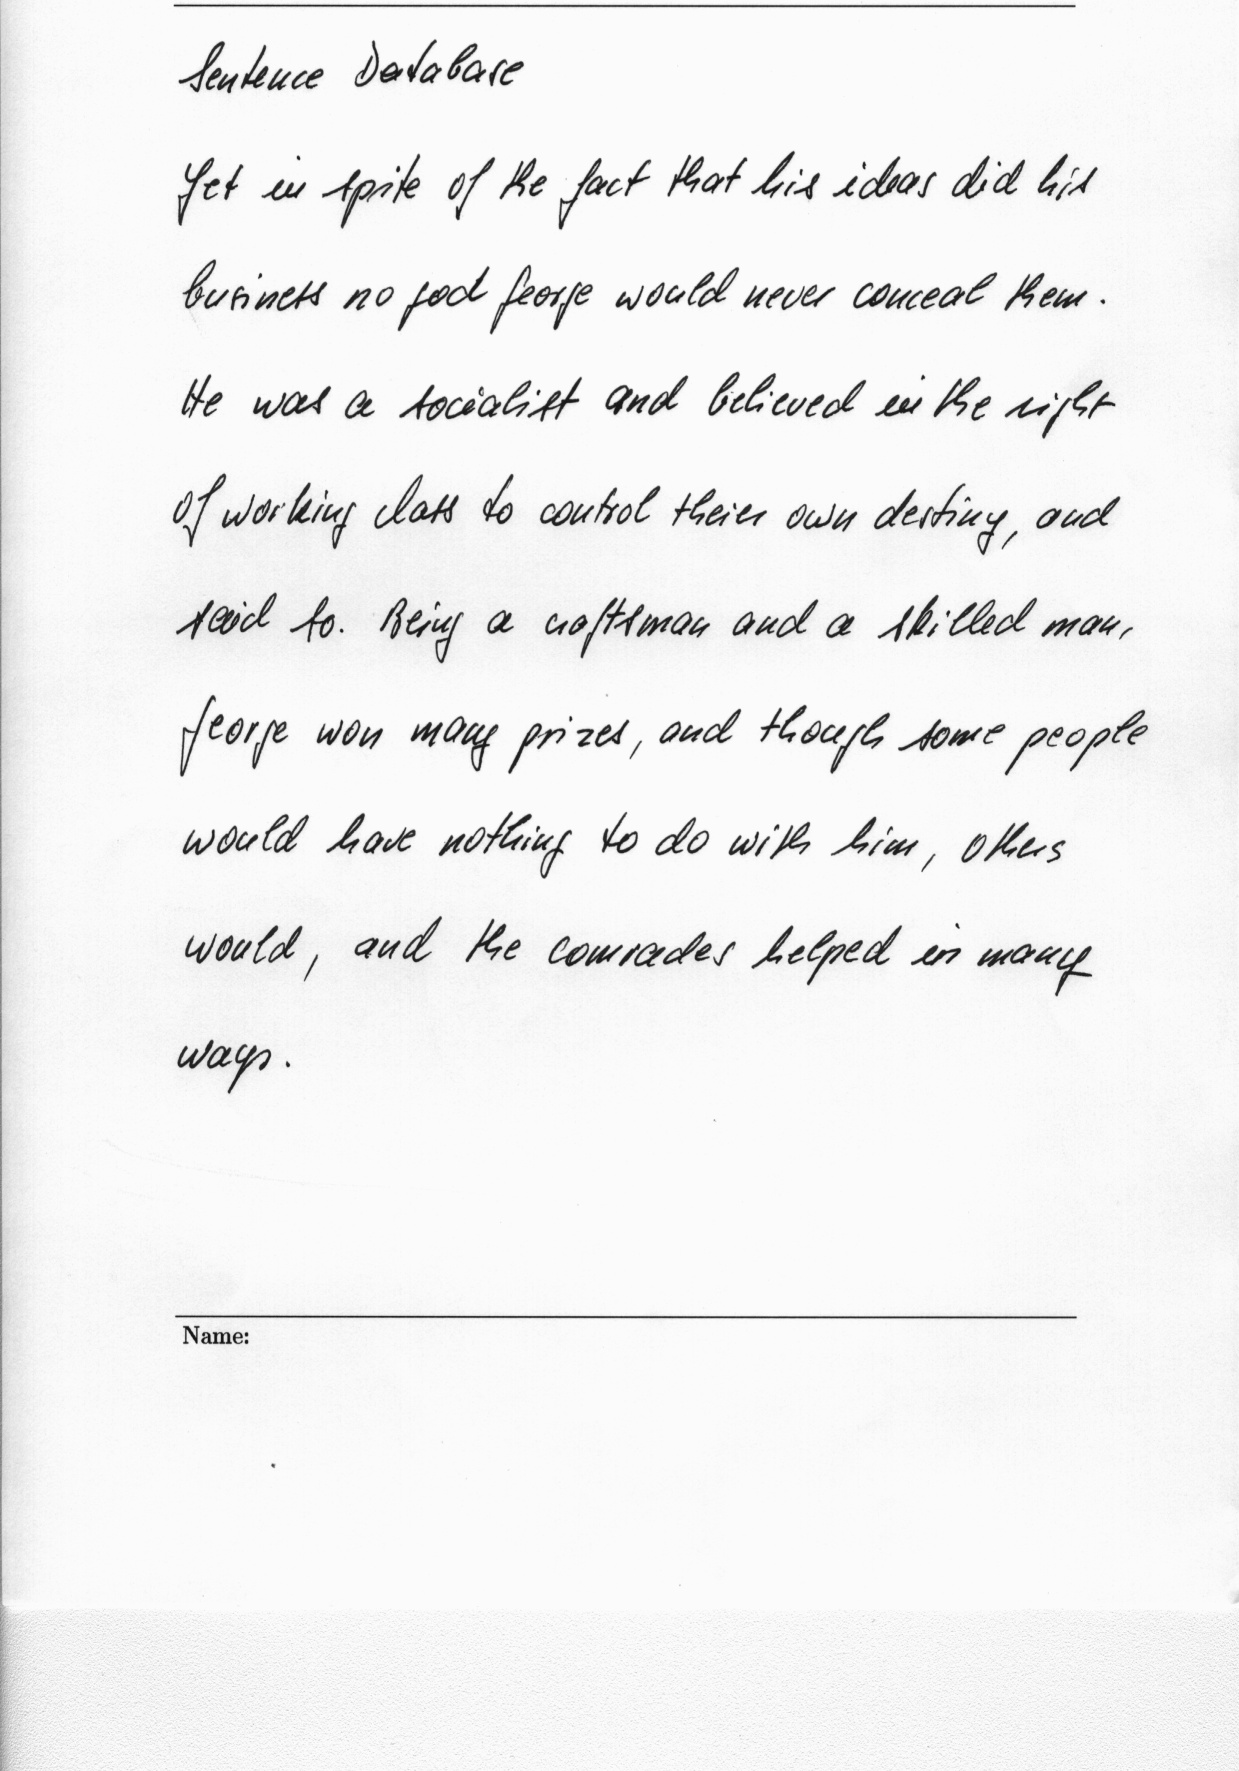 Sentence Database
Yet in spite of the fact that his ideas did his
business no god George would never conceal them.
He was a socialist and believed in the right
of working class to control their own destiny, and
said so. Being a craftsman and a skilled man,
George won many prizes, and though some people
would have nothing to do with him, others
would, and the comrades helped in many
ways.
Name: